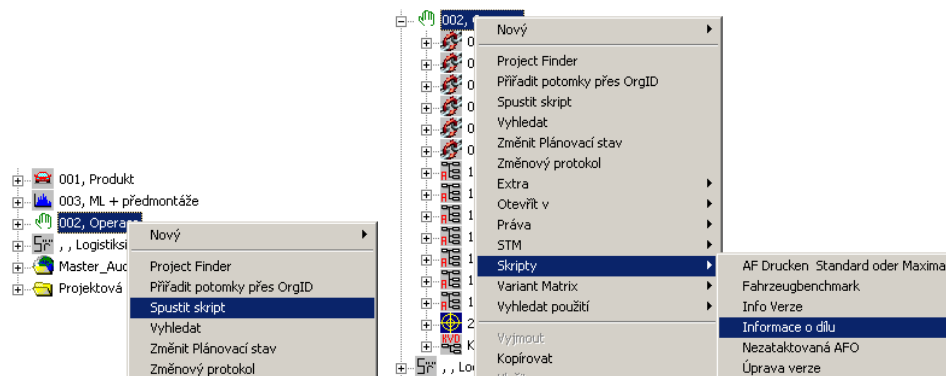 001, Produkt
003, ML + předmontáže
002, Operac
, , Logistiksi
Master_Aud
Projektová
Nový
Project Finder
Přiřadit potomky přes OrgID
Spustit skript
Vyhledat
Změnit Plánovací stav
Změnový protokol
002,
Nový
Project Finder
Přiřadit potomky přes OrgID
Spustit skript
Vyhledat
Změnit Plánovací stav
Změnový protokol
Extra
Otevřít v
Práva
STM
Skripty
Variant Matrix
Vyhledat použití
Vyjmout
Kopírovat
, , Lo
AF Drucken Standard oder Maxima
Fahrzeugbenchmark
Info Verze
Informace o dílu
Nezataktovaná AFO
Úprava verze